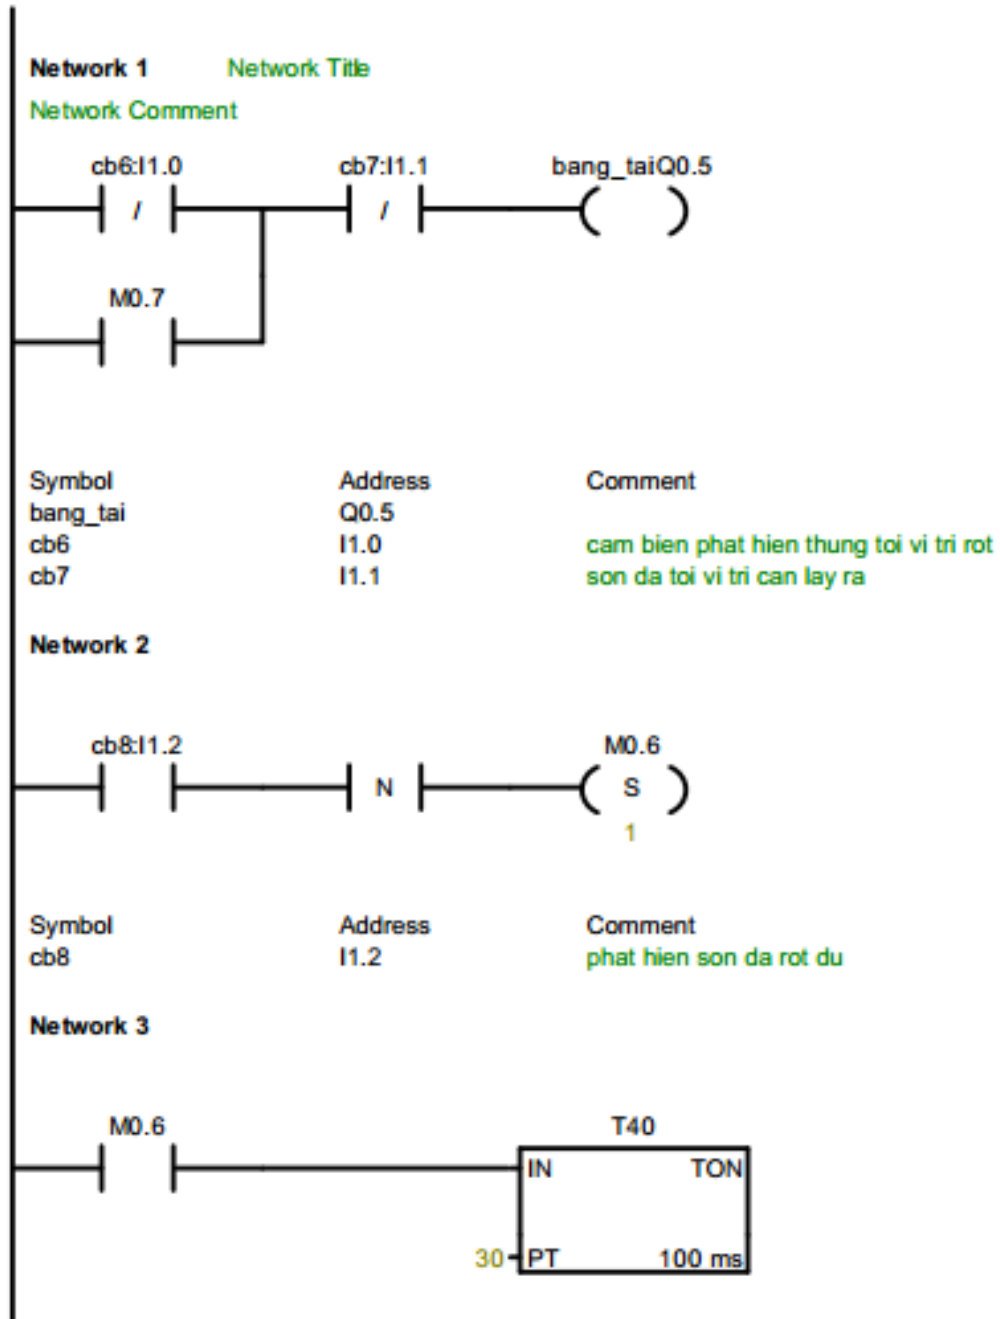 Network 1 Network Title
Network Comment
cb6:I1.0 cb7:I1.1 bang_taiQ0.5
/ /
M0.7
Symbol Address Comment
bang_tai Q0.5
cb6 I1.0 cam bien phat hien thung toi vi tri rot
cb7 I1.1 son da toi vi tri can lay ra
Network 2
cb8:I1.2 M0.6
N S
1
Symbol Address Comment
cb8 I1.2 phat hien son da rot du
Network 3
M0.6 T40
IN TON
30 PT 100 ms